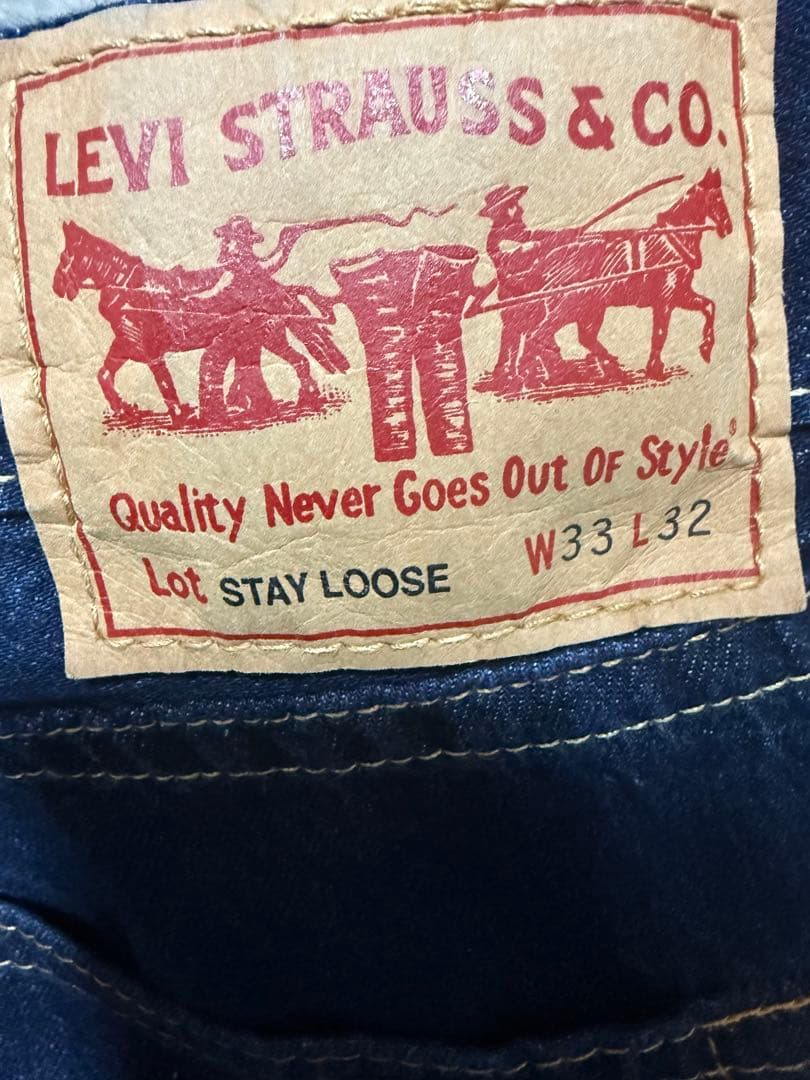 LEVI STRAUSS & CO.
Quality Never Goes Out OF Style®
Lot STAY LOOSE W33 L32